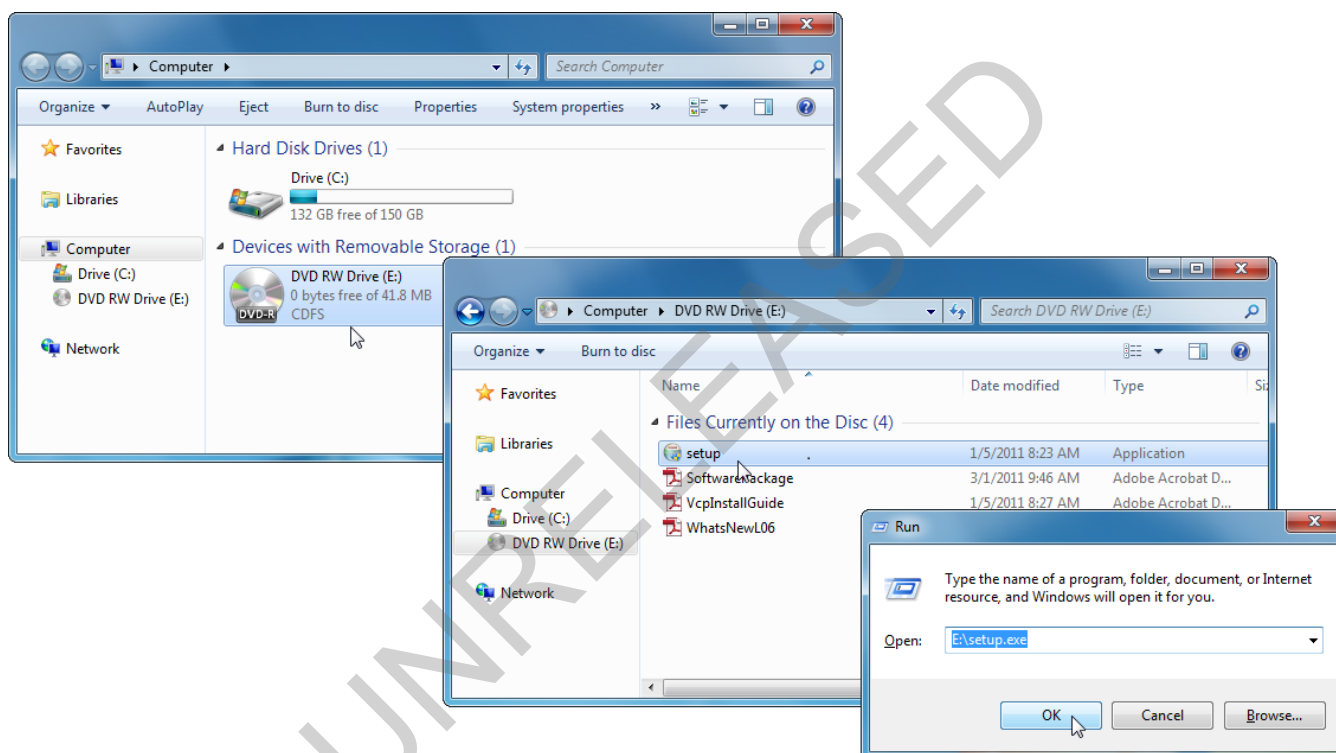 Computer
Search Computer
Organize AutoPlay Eject Burn to disc Properties System properties »
Favorites
Libraries
Computer
Drive (C:)
DVD RW Drive (E:)
Network
Hard Disk Drives (1)
Drive (C:)
132 GB free of 150 GB
Devices with Removable Storage (1)
DVD RW Drive (E:)
0 bytes free of 41.8 MB
CDFS
DVD-R
Computer DVD RW Drive (E:)
Search DVD RW Drive (E:)
Organize Burn to disc
Favorites
Libraries
Computer
Drive (C:)
DVD RW Drive (E:)
Network
Name Date modified Type
Files Currently on the Disc (4)
setup 1/5/2011 8:23 AM Application
SoftwarePackage 3/1/2011 9:46 AM Adobe Acrobat D...
VcpInstallGuide 1/5/2011 8:27 AM Adobe Acrobat D...
WhatsNewL06
Run
Type the name of a program, folder, document, or Internet
resource, and Windows will open it for you.
Open: E:\setup.exe
OK Cancel Browse...
UNRELEASED